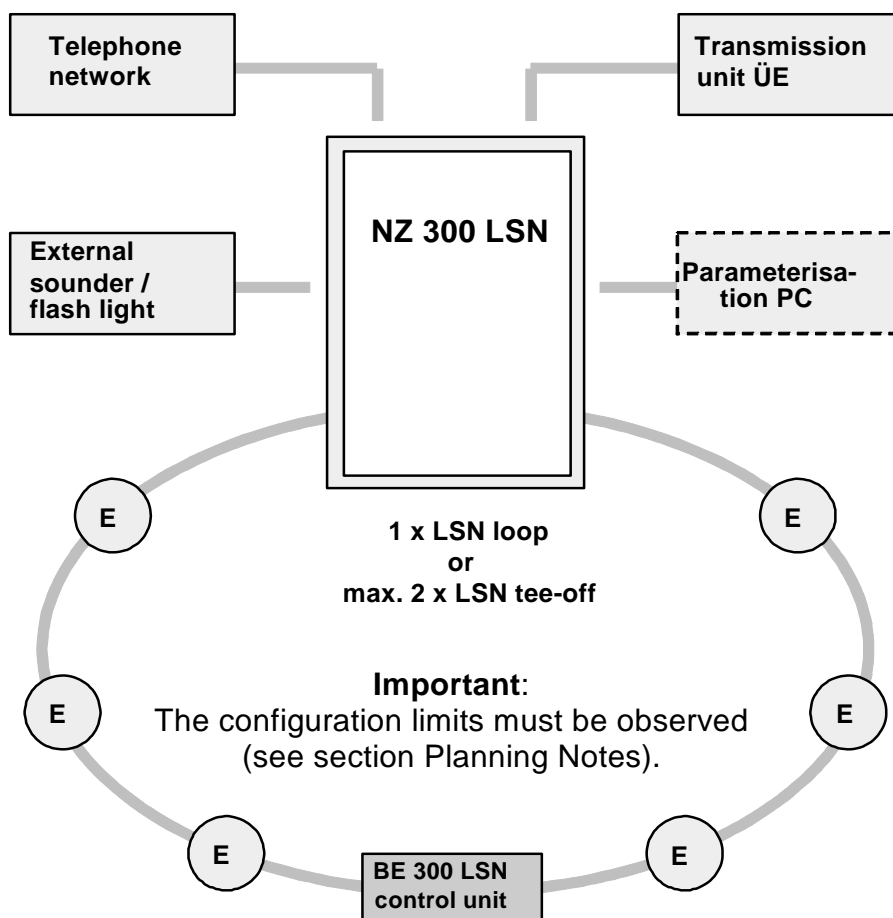 Telephone
network
Transmission
unit ÜE
NZ 300 LSN
External
sounder /
flash light
Parameterisa-
tion PC
E
E
1 x LSN loop
or
max. 2 x LSN tee-off
E
E
Important:
The configuration limits must be observed
(see section Planning Notes).
E
E
BE 300 LSN
control unit